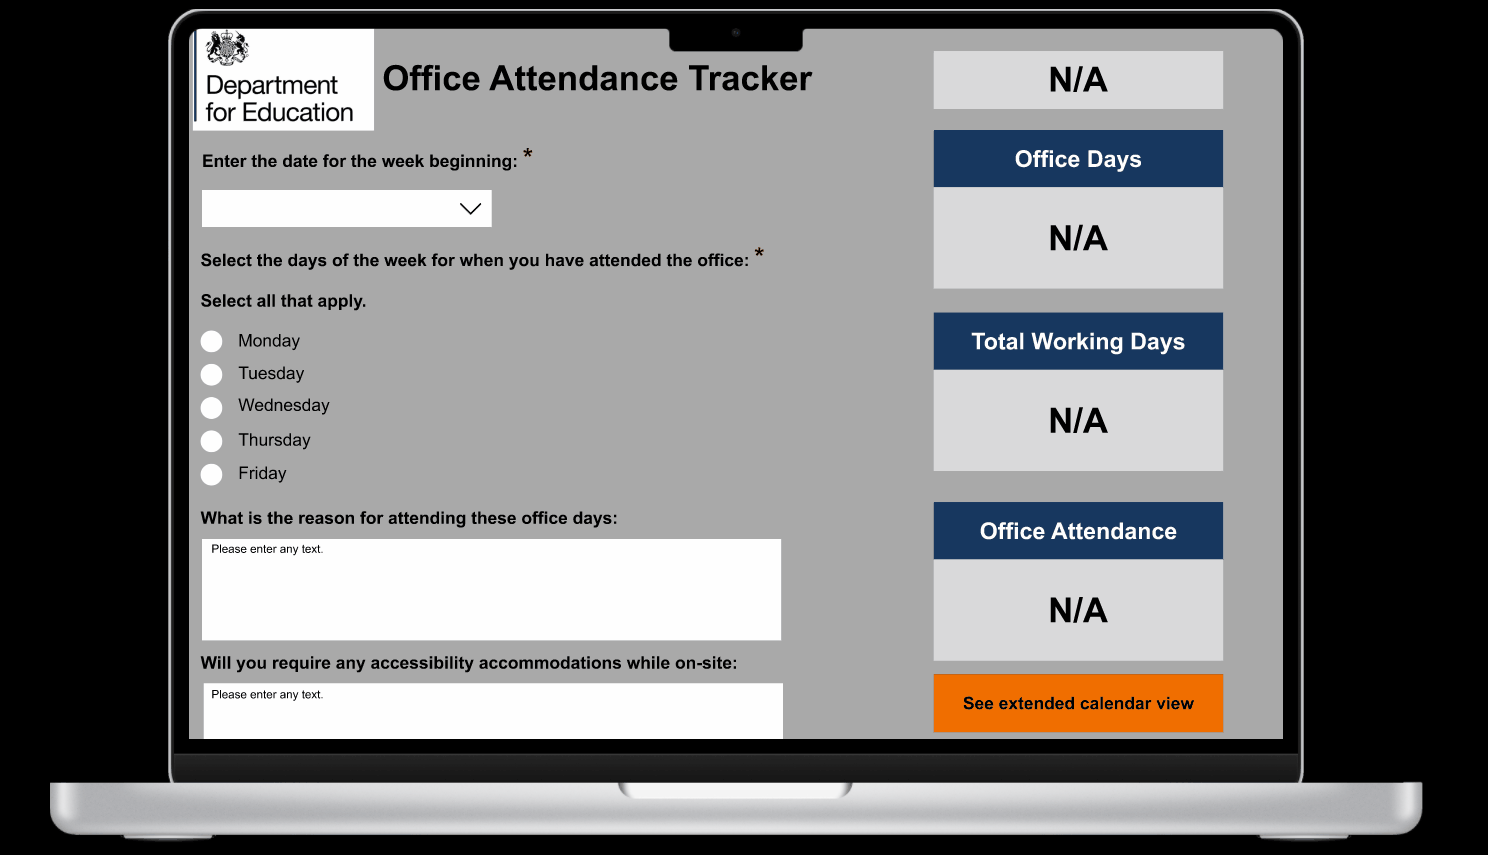 Department
for Education
Office Attendance Tracker
Enter the date for the week beginning: *
Select the days of the week for when you have attended the office: *
Select all that apply.
Monday
Tuesday
Wednesday
Thursday
Friday
What is the reason for attending these office days:
Please enter any text.
Will you require any accessibility accommodations while on-site:
Please enter any text.
N/A
Office Days
N/A
Total Working Days
N/A
Office Attendance
N/A
See extended calendar view